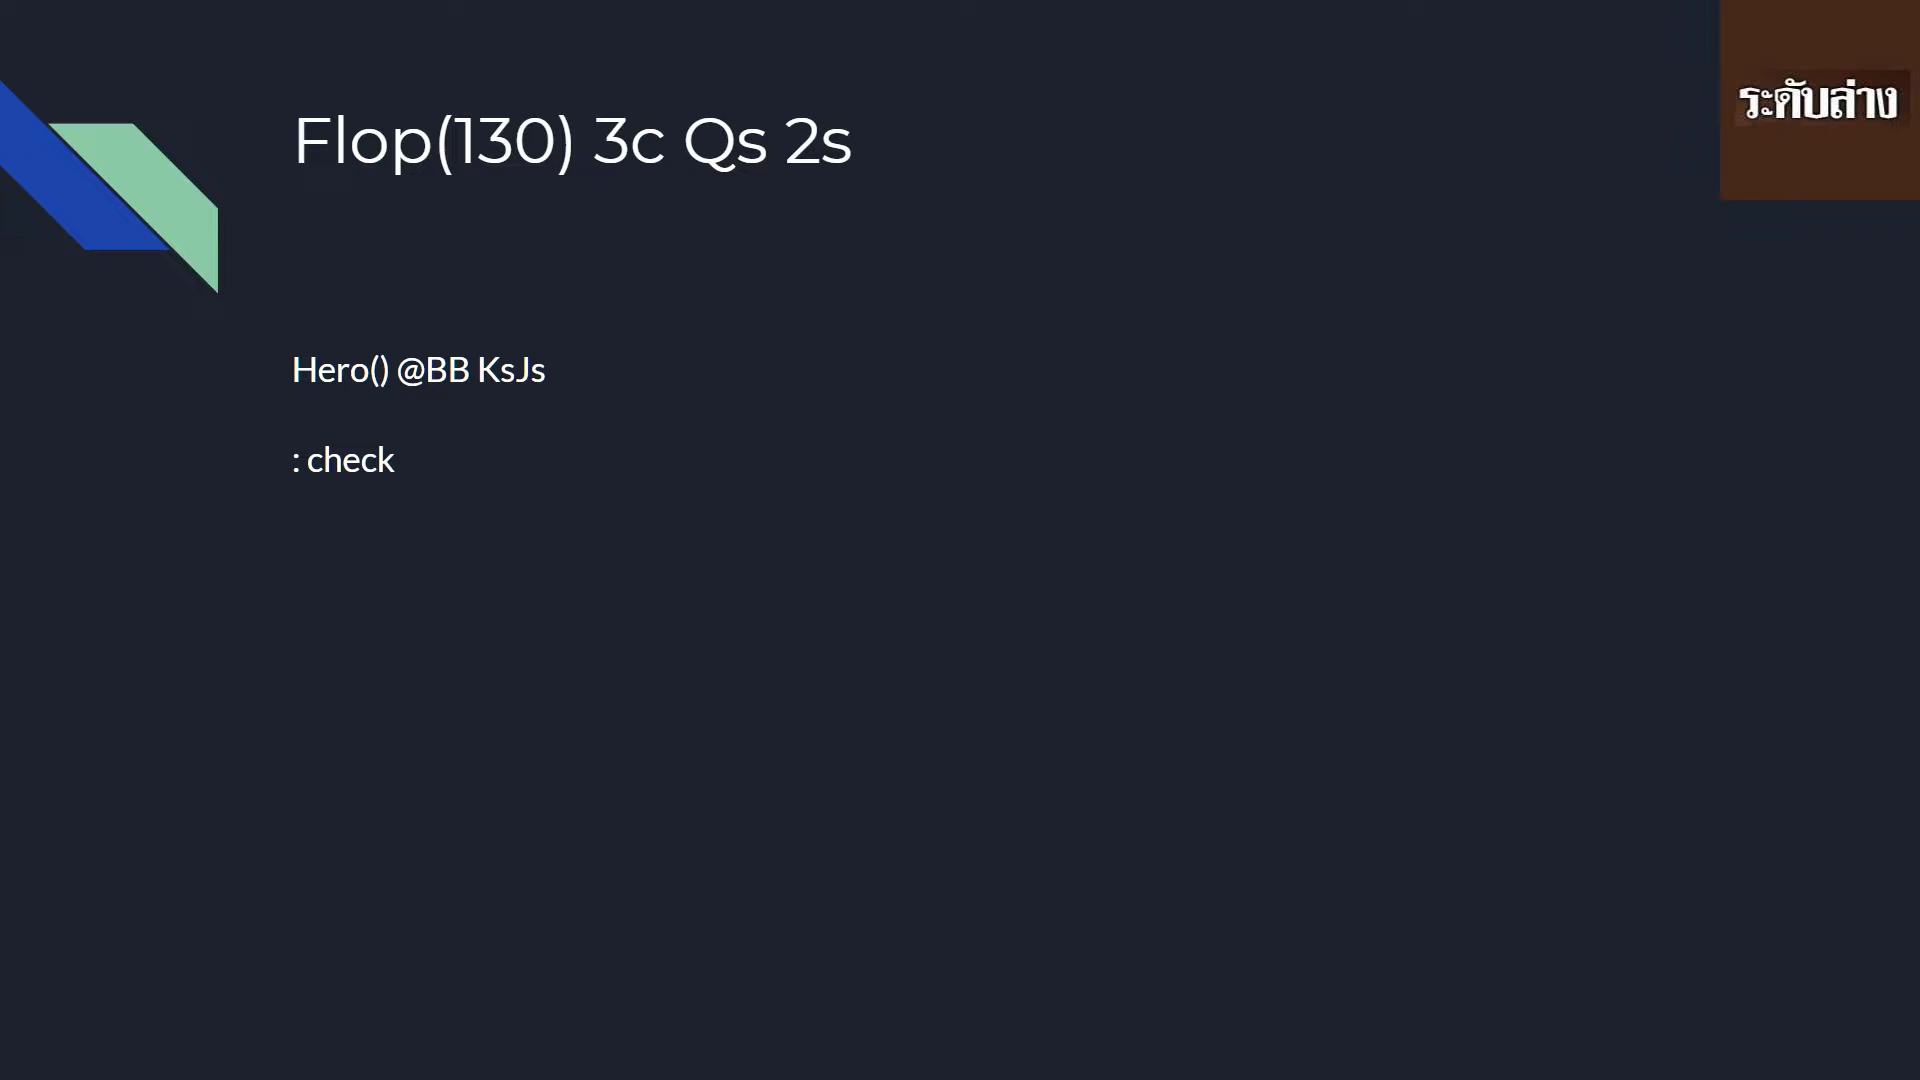 Flop(130) 3c Qs 2s
ระดับล่าง
Hero() @BB KsJs
: check